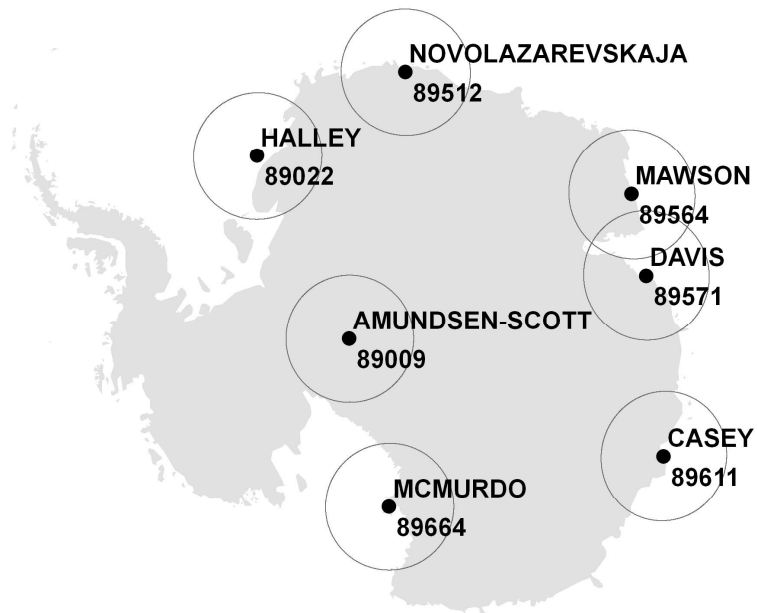 NOVOLAZAREVSKAJA
89512
HALLEY
89022
MAWSON
89564
DAVIS
89571
AMUNDSEN-SCOTT
89009
CASEY
89611
MCMURDO
89664